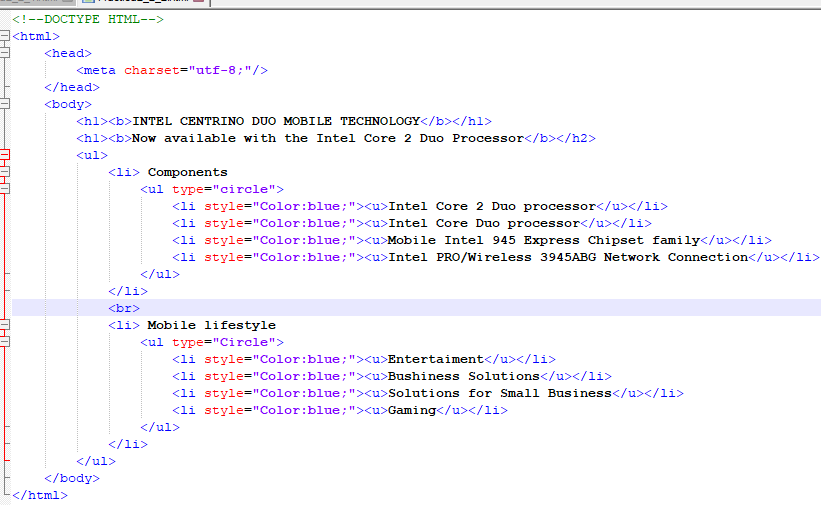 <!--DOCTYPE HTML-->
<html>
<head>
<meta charset="utf-8;"/>
</head>
<body>
<h1><b>INTEL CENTRINO DUO MOBILE TECHNOLOGY</b></h1>
<h1><b>Now available with the Intel Core 2 Duo Processor</b></h2>
<ul>
<li> Components
<ul type="circle">
<li style="Color:blue;"><u>Intel Core 2 Duo processor</u></li>
<li style="Color:blue;"><u>Intel Core Duo processor</u></li>
<li style="Color:blue;"><u>Mobile Intel 945 Express Chipset family</u></li>
<li style="Color:blue;"><u>Intel PRO/Wireless 3945ABG Network Connection</u></li>
</ul>
</li>
<br>
<li> Mobile lifestyle
<ul type="Circle">
<li style="Color:blue;"><u>Entertaiment</u></li>
<li style="Color:blue;"><u>Bushiness Solutions</u></li>
<li style="Color:blue;"><u>Solutions for Small Business</u></li>
<li style="Color:blue;"><u>Gaming</u></li>
</ul>
</li>
</ul>
</body>
</html>